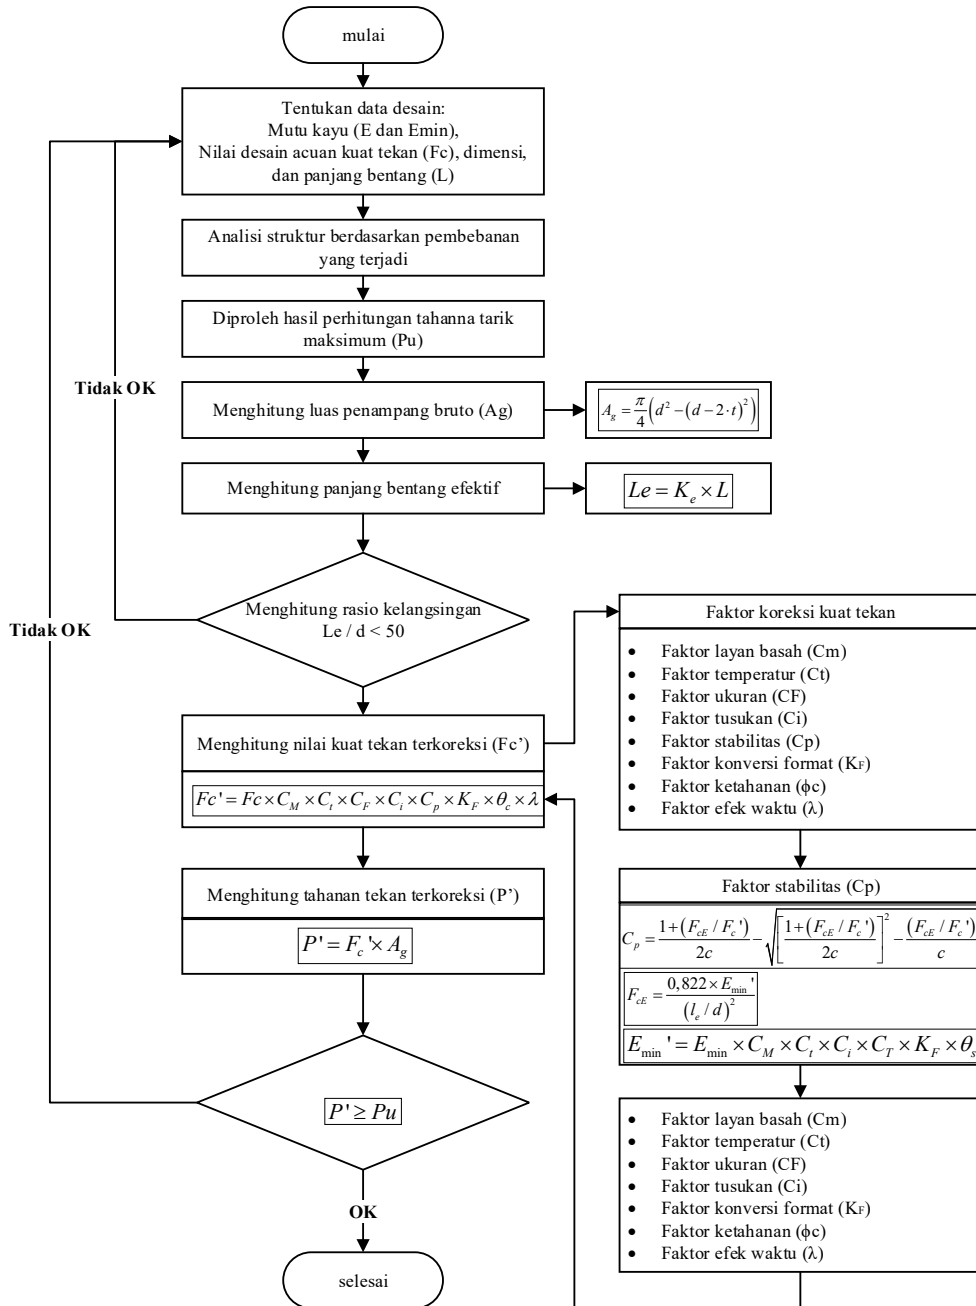 mulai
Tentukan data desain:
Mutu kayu (E dan Emin),
Nilai desain acuan kuat tekan (Fc), dimensi,
dan panjang bentang (L)
Analisi struktur berdasarkan pembebanan
yang terjadi
Diproleh hasil perhitungan tahanna tarik
maksimum (Pu)
Tidak OK
Menghitung luas penampang bruto (Ag)
A_g = π/4 (d² − (d − 2·t)²)
Menghitung panjang bentang efektif
Le = K_e × L
Menghitung rasio kelangsingan
Le / d < 50
Tidak OK
Menghitung nilai kuat tekan terkoreksi (Fc’)
Fc' = Fc × C_M × C_t × C_F × C_i × C_p × K_F × θ_c × λ
Menghitung tahanan tekan terkoreksi (P’)
P' = F_c' × A_g
P' ≥ Pu
OK
selesai
Faktor koreksi kuat tekan
• Faktor layan basah (Cm)
• Faktor temperatur (Ct)
• Faktor ukuran (CF)
• Faktor tusukan (Ci)
• Faktor stabilitas (Cp)
• Faktor konversi format (K_F)
• Faktor ketahanan (ϕc)
• Faktor efek waktu (λ)
Faktor stabilitas (Cp)
C_p = (1 + (F_cE / F_c')) / 2c − √([(1 + (F_cE / F_c')) / 2c]² − (F_cE / F_c') / c)
F_cE = (0,822 × E_min') / (l_e / d)²
E_min' = E_min × C_M × C_t × C_i × C_T × K_F × θ_s
• Faktor layan basah (Cm)
• Faktor temperatur (Ct)
• Faktor ukuran (CF)
• Faktor tusukan (Ci)
• Faktor konversi format (K_F)
• Faktor ketahanan (ϕc)
• Faktor efek waktu (λ)